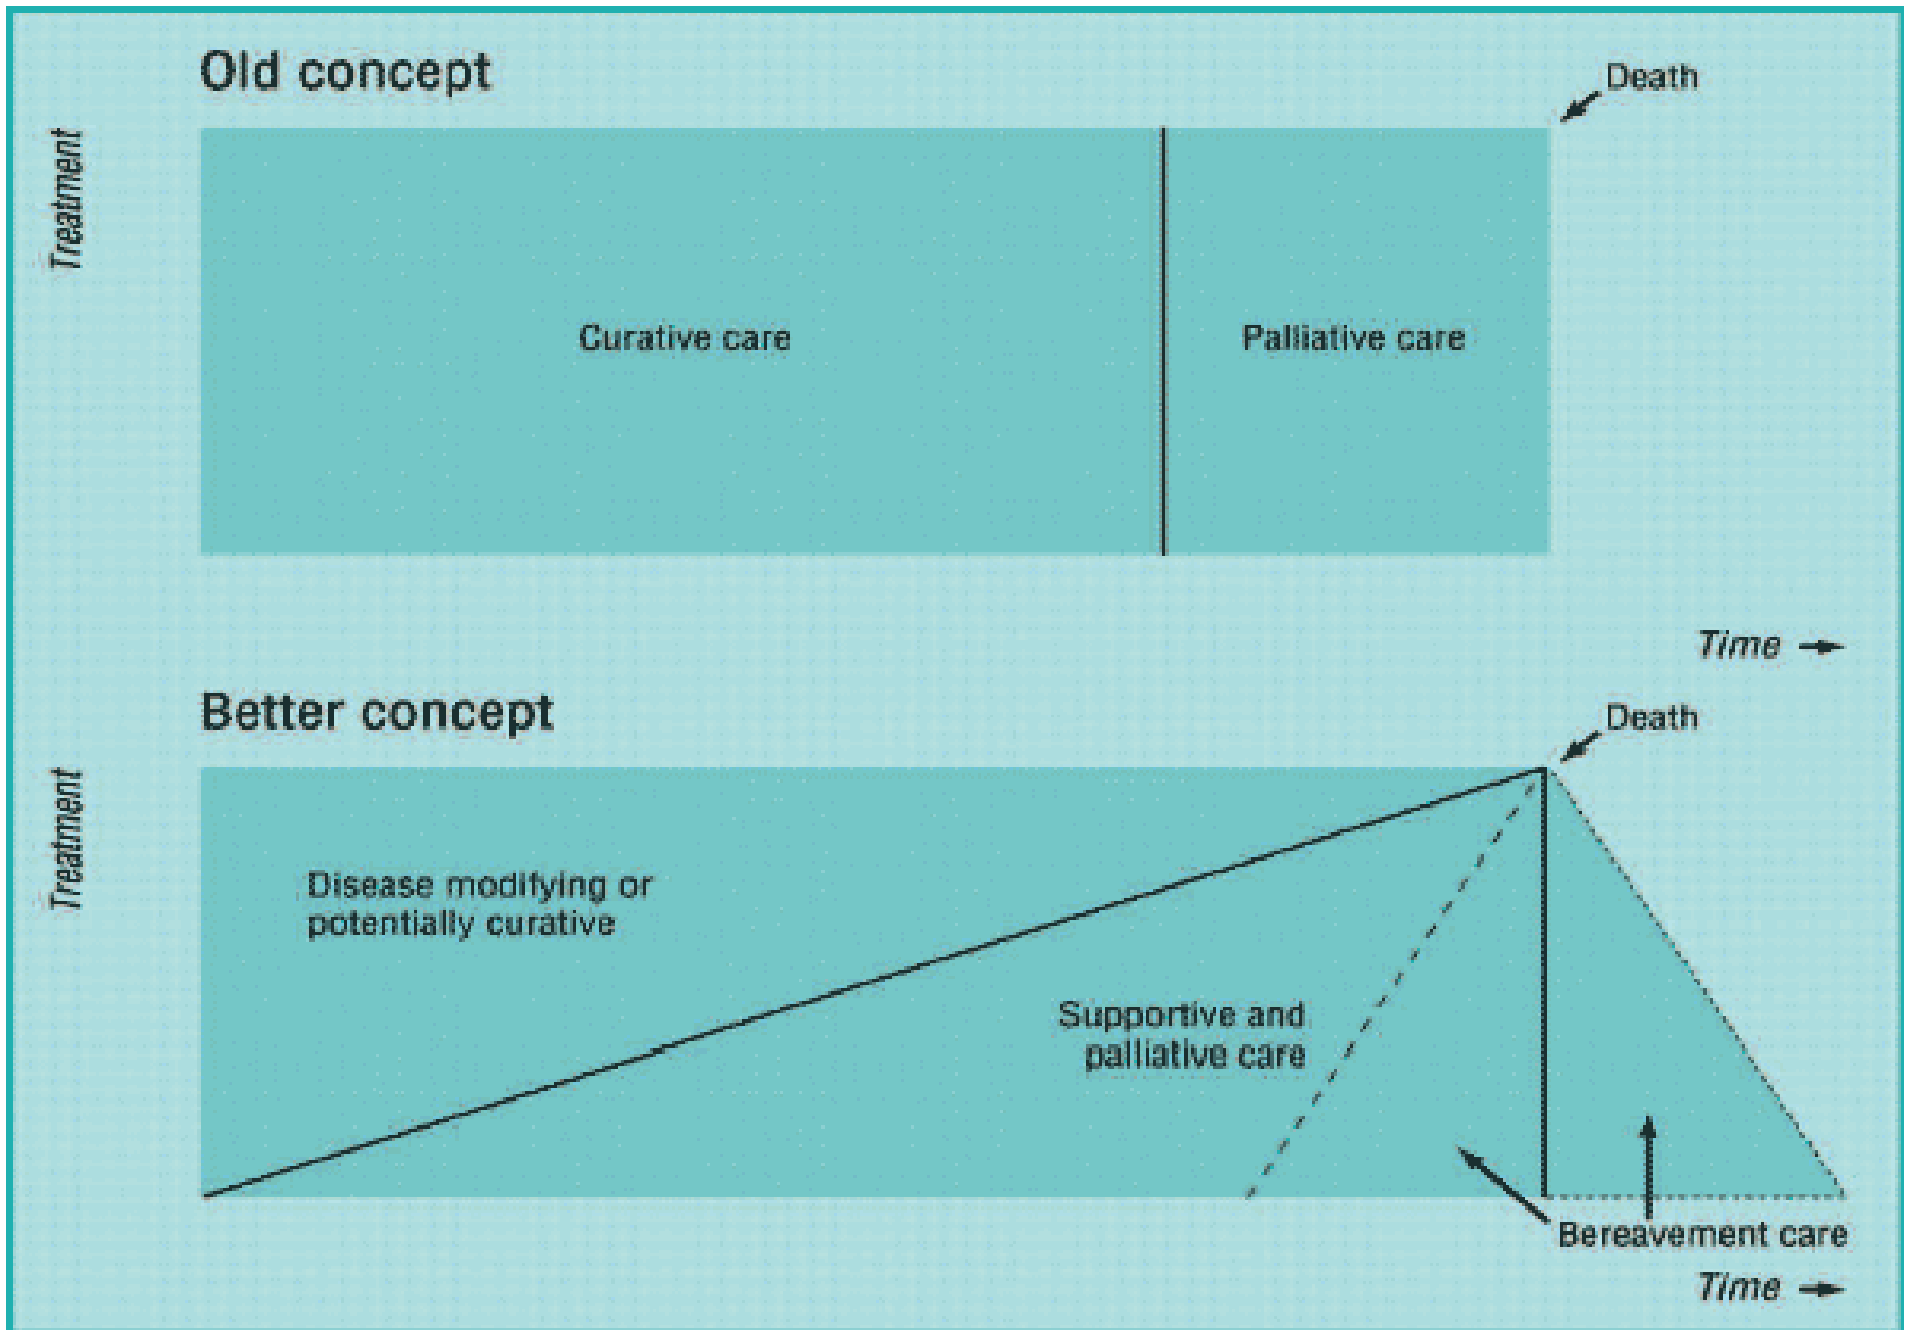 Old concept
Death
Treatment
Curative care
Palliative care
Time
Better concept
Death
Treatment
Disease modifying or
potentially curative
Supportive and
palliative care
Bereavement care
Time